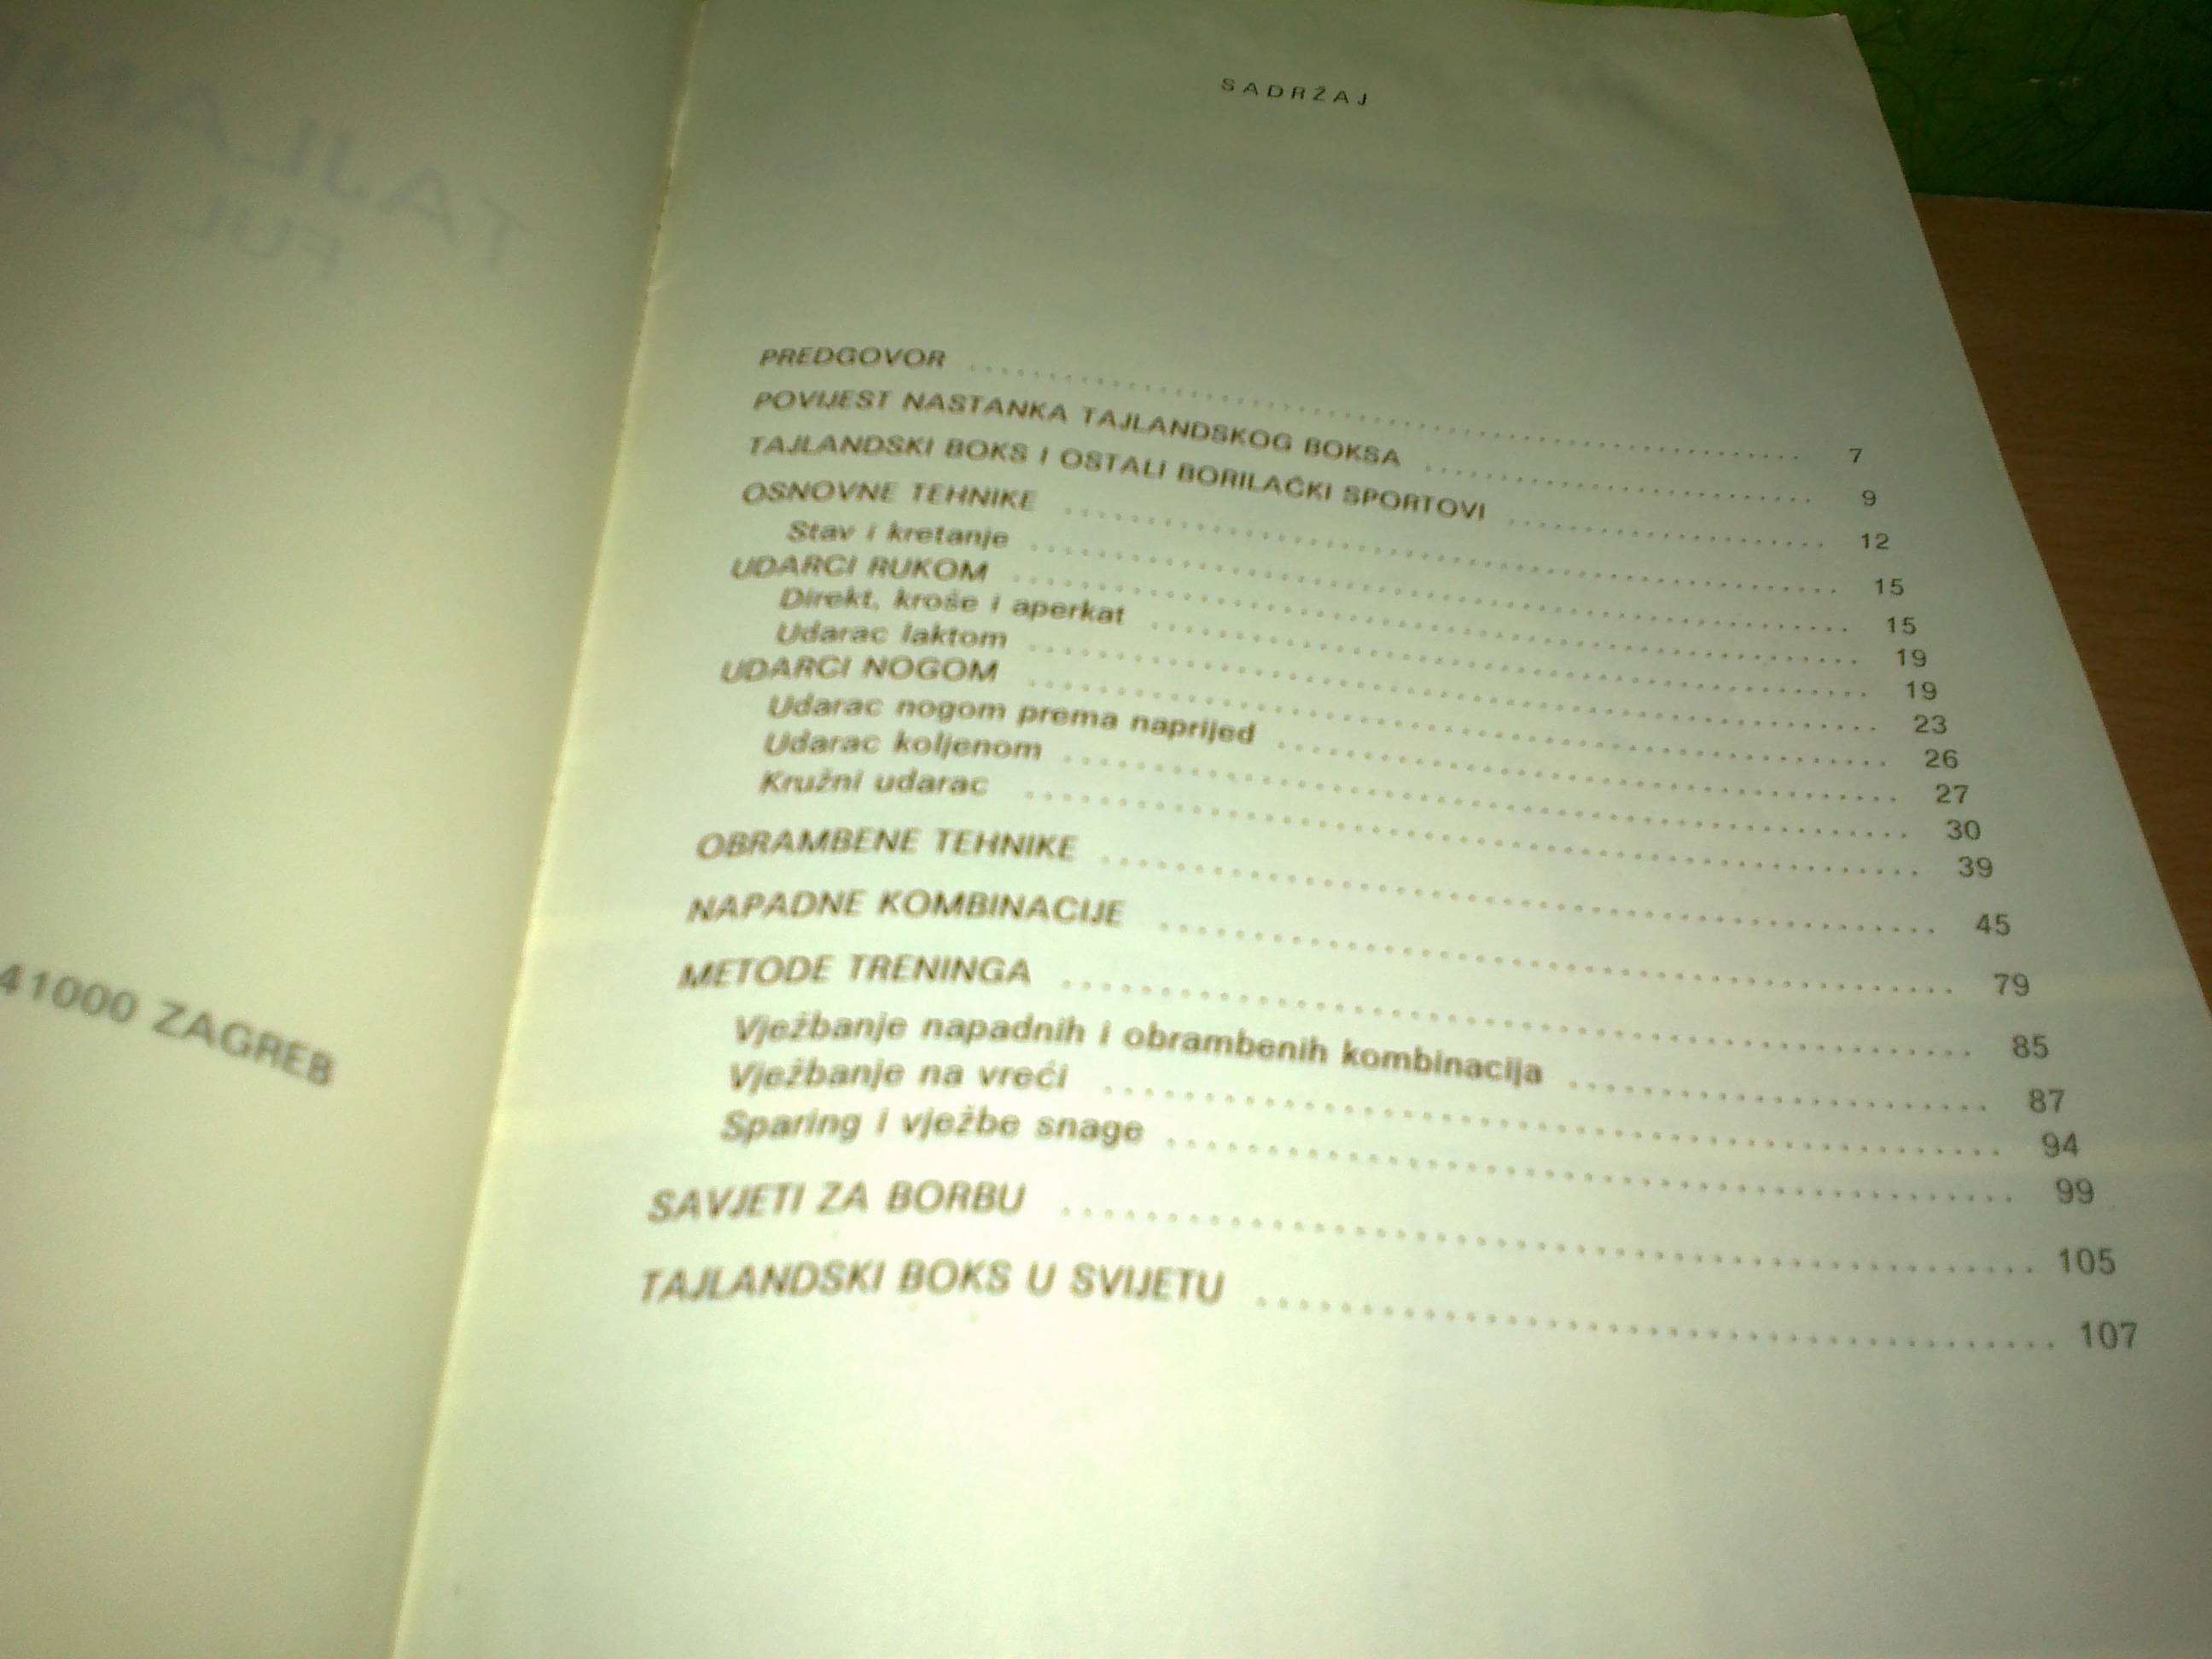 41000 ZAGREB
SADRŽAJ
PREDGOVOR 7
POVIJEST NASTANKA TAJLANDSKOG BOKSA 9
TAJLANDSKI BOKS I OSTALI BORILAČKI SPORTOVI 12
OSNOVNE TEHNIKE 15
Stav i kretanje 15
UDARCI RUKOM 19
Direkt, kroše i aperkat 19
Udarac laktom 23
UDARCI NOGOM 26
Udarac nogom prema naprijed 27
Udarac koljenom 30
Kružni udarac 39
OBRAMBENE TEHNIKE 45
NAPADNE KOMBINACIJE 79
METODE TRENINGA 85
Vježbanje napadnih i obrambenih kombinacija 87
Vježbanje na vreći 94
Sparing i vježbe snage 99
SAVJETI ZA BORBU 105
TAJLANDSKI BOKS U SVIJETU 107